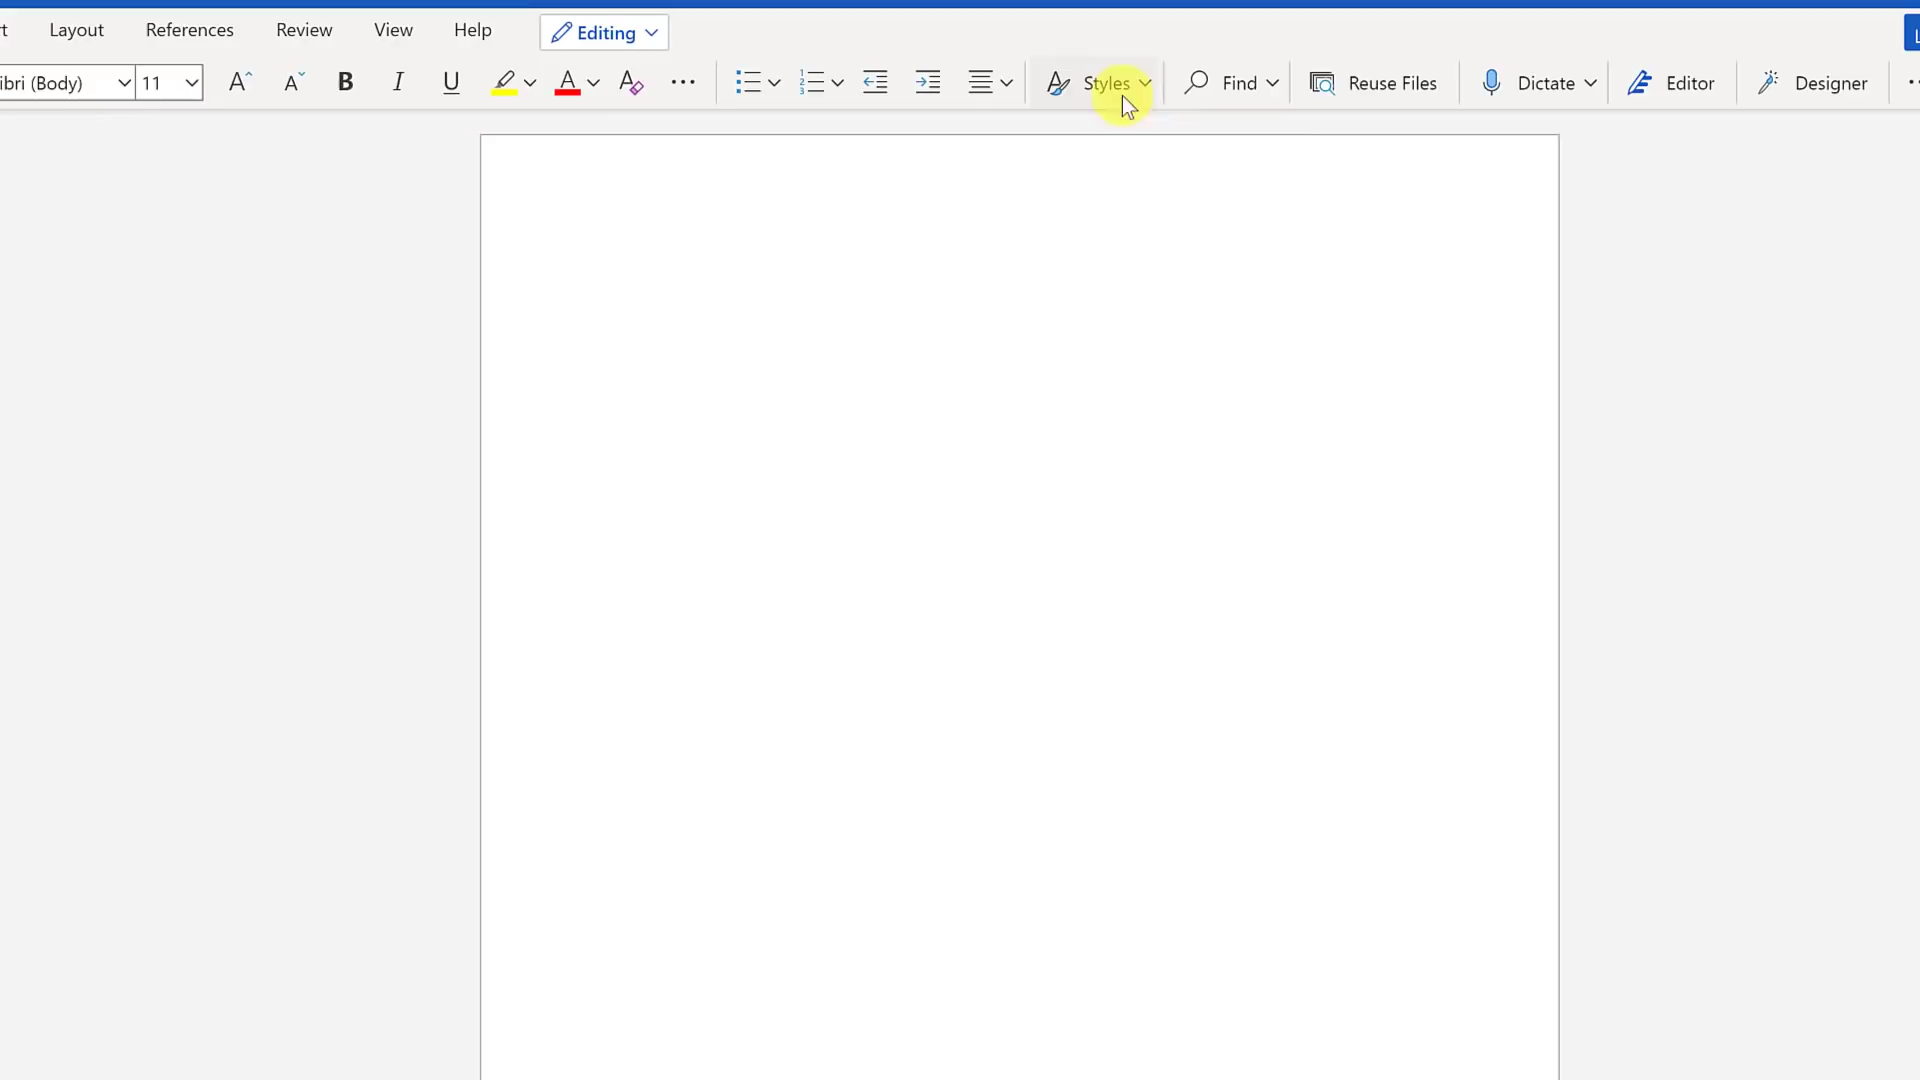 t Layout References Review View Help Editing
ibri (Body) 11 B I U A Styles Find Reuse Files Dictate Editor Designer